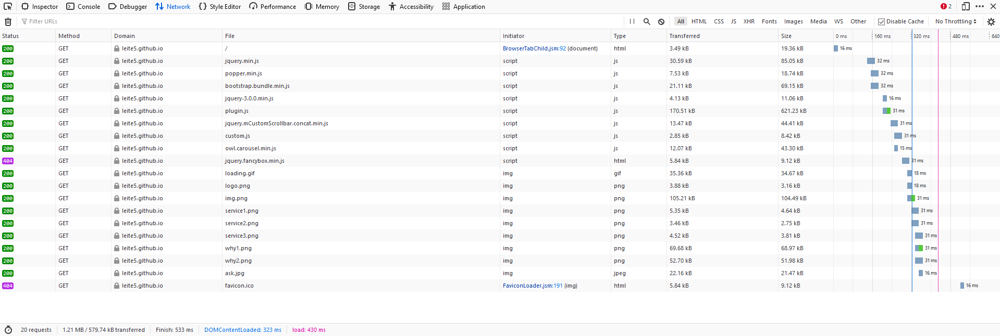 Inspector Console Debugger Network Style Editor Performance Memory Storage Accessibility Application 2
Filter URLs All HTML CSS JS XHR Fonts Images Media WS Other Disable Cache No Throttling
Status Method Domain File Initiator Type Transferred Size 0 ms 160 ms 320 ms 480 ms 640
200 GET leite5.github.io / BrowserTabChild.jsm:92 (document) html 3.49 kB 19.36 kB 16 ms
200 GET leite5.github.io jquery.min.js script js 30.59 kB 85.05 kB 32 ms
200 GET leite5.github.io popper.min.js script js 7.53 kB 18.74 kB 32 ms
200 GET leite5.github.io bootstrap.bundle.min.js script js 21.11 kB 69.15 kB 32 ms
200 GET leite5.github.io jquery-3.0.0.min.js script js 4.13 kB 11.06 kB 16 ms
200 GET leite5.github.io plugin.js script js 170.51 kB 621.23 kB 31 ms
200 GET leite5.github.io jquery.mCustomScrollbar.concat.min.js script js 13.47 kB 44.41 kB 31 ms
200 GET leite5.github.io custom.js script js 2.85 kB 8.42 kB 31 ms
200 GET leite5.github.io owl.carousel.min.js script js 12.07 kB 43.30 kB 15 ms
404 GET leite5.github.io jquery.fancybox.min.js script html 5.84 kB 9.12 kB 31 ms
200 GET leite5.github.io loading.gif img gif 35.36 kB 34.67 kB 18 ms
200 GET leite5.github.io logo.png img png 3.88 kB 3.16 kB 18 ms
200 GET leite5.github.io img.png img png 105.21 kB 104.49 kB 31 ms
200 GET leite5.github.io service1.png img png 5.35 kB 4.64 kB 31 ms
200 GET leite5.github.io service2.png img png 3.46 kB 2.75 kB 31 ms
200 GET leite5.github.io service3.png img png 4.52 kB 3.81 kB 31 ms
200 GET leite5.github.io why1.png img png 69.68 kB 68.97 kB 31 ms
200 GET leite5.github.io why2.png img png 52.70 kB 51.98 kB 31 ms
200 GET leite5.github.io ask.jpg img jpeg 22.16 kB 21.47 kB 16 ms
404 GET leite5.github.io favicon.ico FaviconLoader.jsm:191 (img) html 5.84 kB 9.12 kB 16 ms
20 requests 1.21 MB / 579.74 kB transferred Finish: 533 ms DOMContentLoaded: 323 ms load: 430 ms